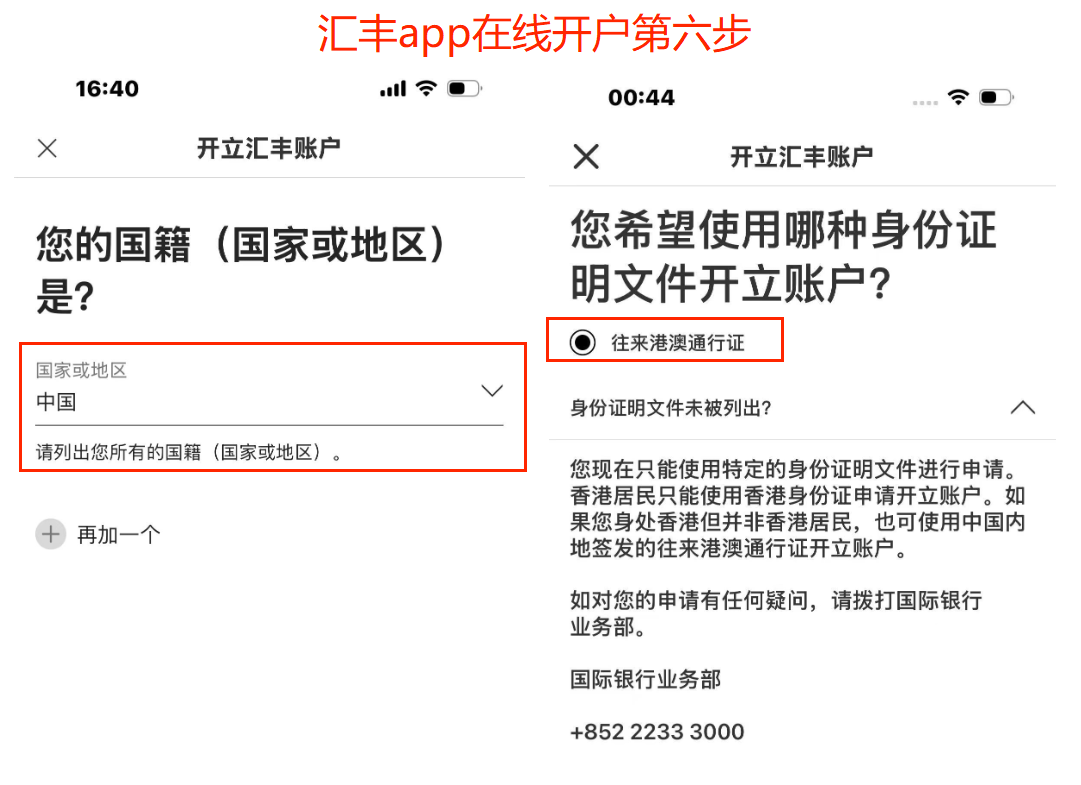 汇丰app在线开户第六步
16:40
开立汇丰账户
您的国籍（国家或地区）
是?
国家或地区
中国
请列出您所有的国籍（国家或地区）。
再加一个
00:44
开立汇丰账户
您希望使用哪种身份证
明文件开立账户?
往来港澳通行证
身份证明文件未被列出?
您现在只能使用特定的身份证明文件进行申请。
香港居民只能使用香港身份证申请开立账户。如
果您身处香港但并非香港居民，也可使用中国内
地签发的往来港澳通行证开立账户。
如对您的申请有任何疑问，请拨打国际银行
业务部。
国际银行业务部
+852 2233 3000